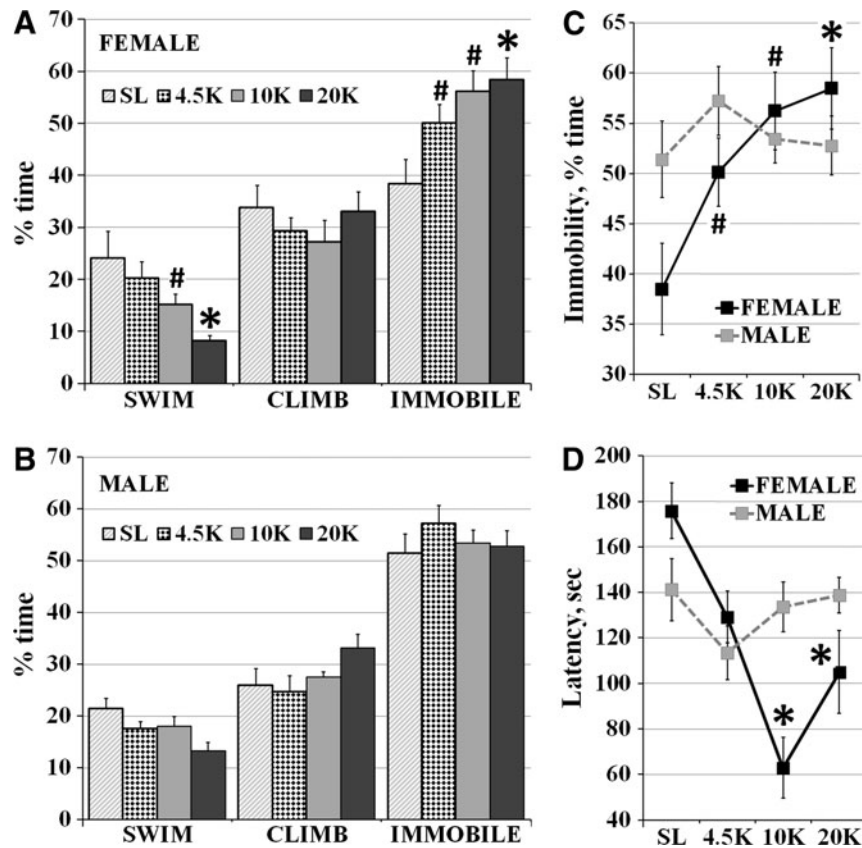 A
FEMALE
SL 4.5K 10K 20K
% time
70
60
50
40
30
20
10
0
# * # # *
SWIM CLIMB IMMOBILE
B
MALE
SL 4.5K 10K 20K
% time
70
60
50
40
30
20
10
0
SWIM CLIMB IMMOBILE
C
Immobility, % time
65
60
55
50
45
40
35
30
# # *
FEMALE
MALE
SL 4.5K 10K 20K
D
Latency, sec
200
180
160
140
120
100
80
60
40
FEMALE
MALE
* *
SL 4.5K 10K 20K